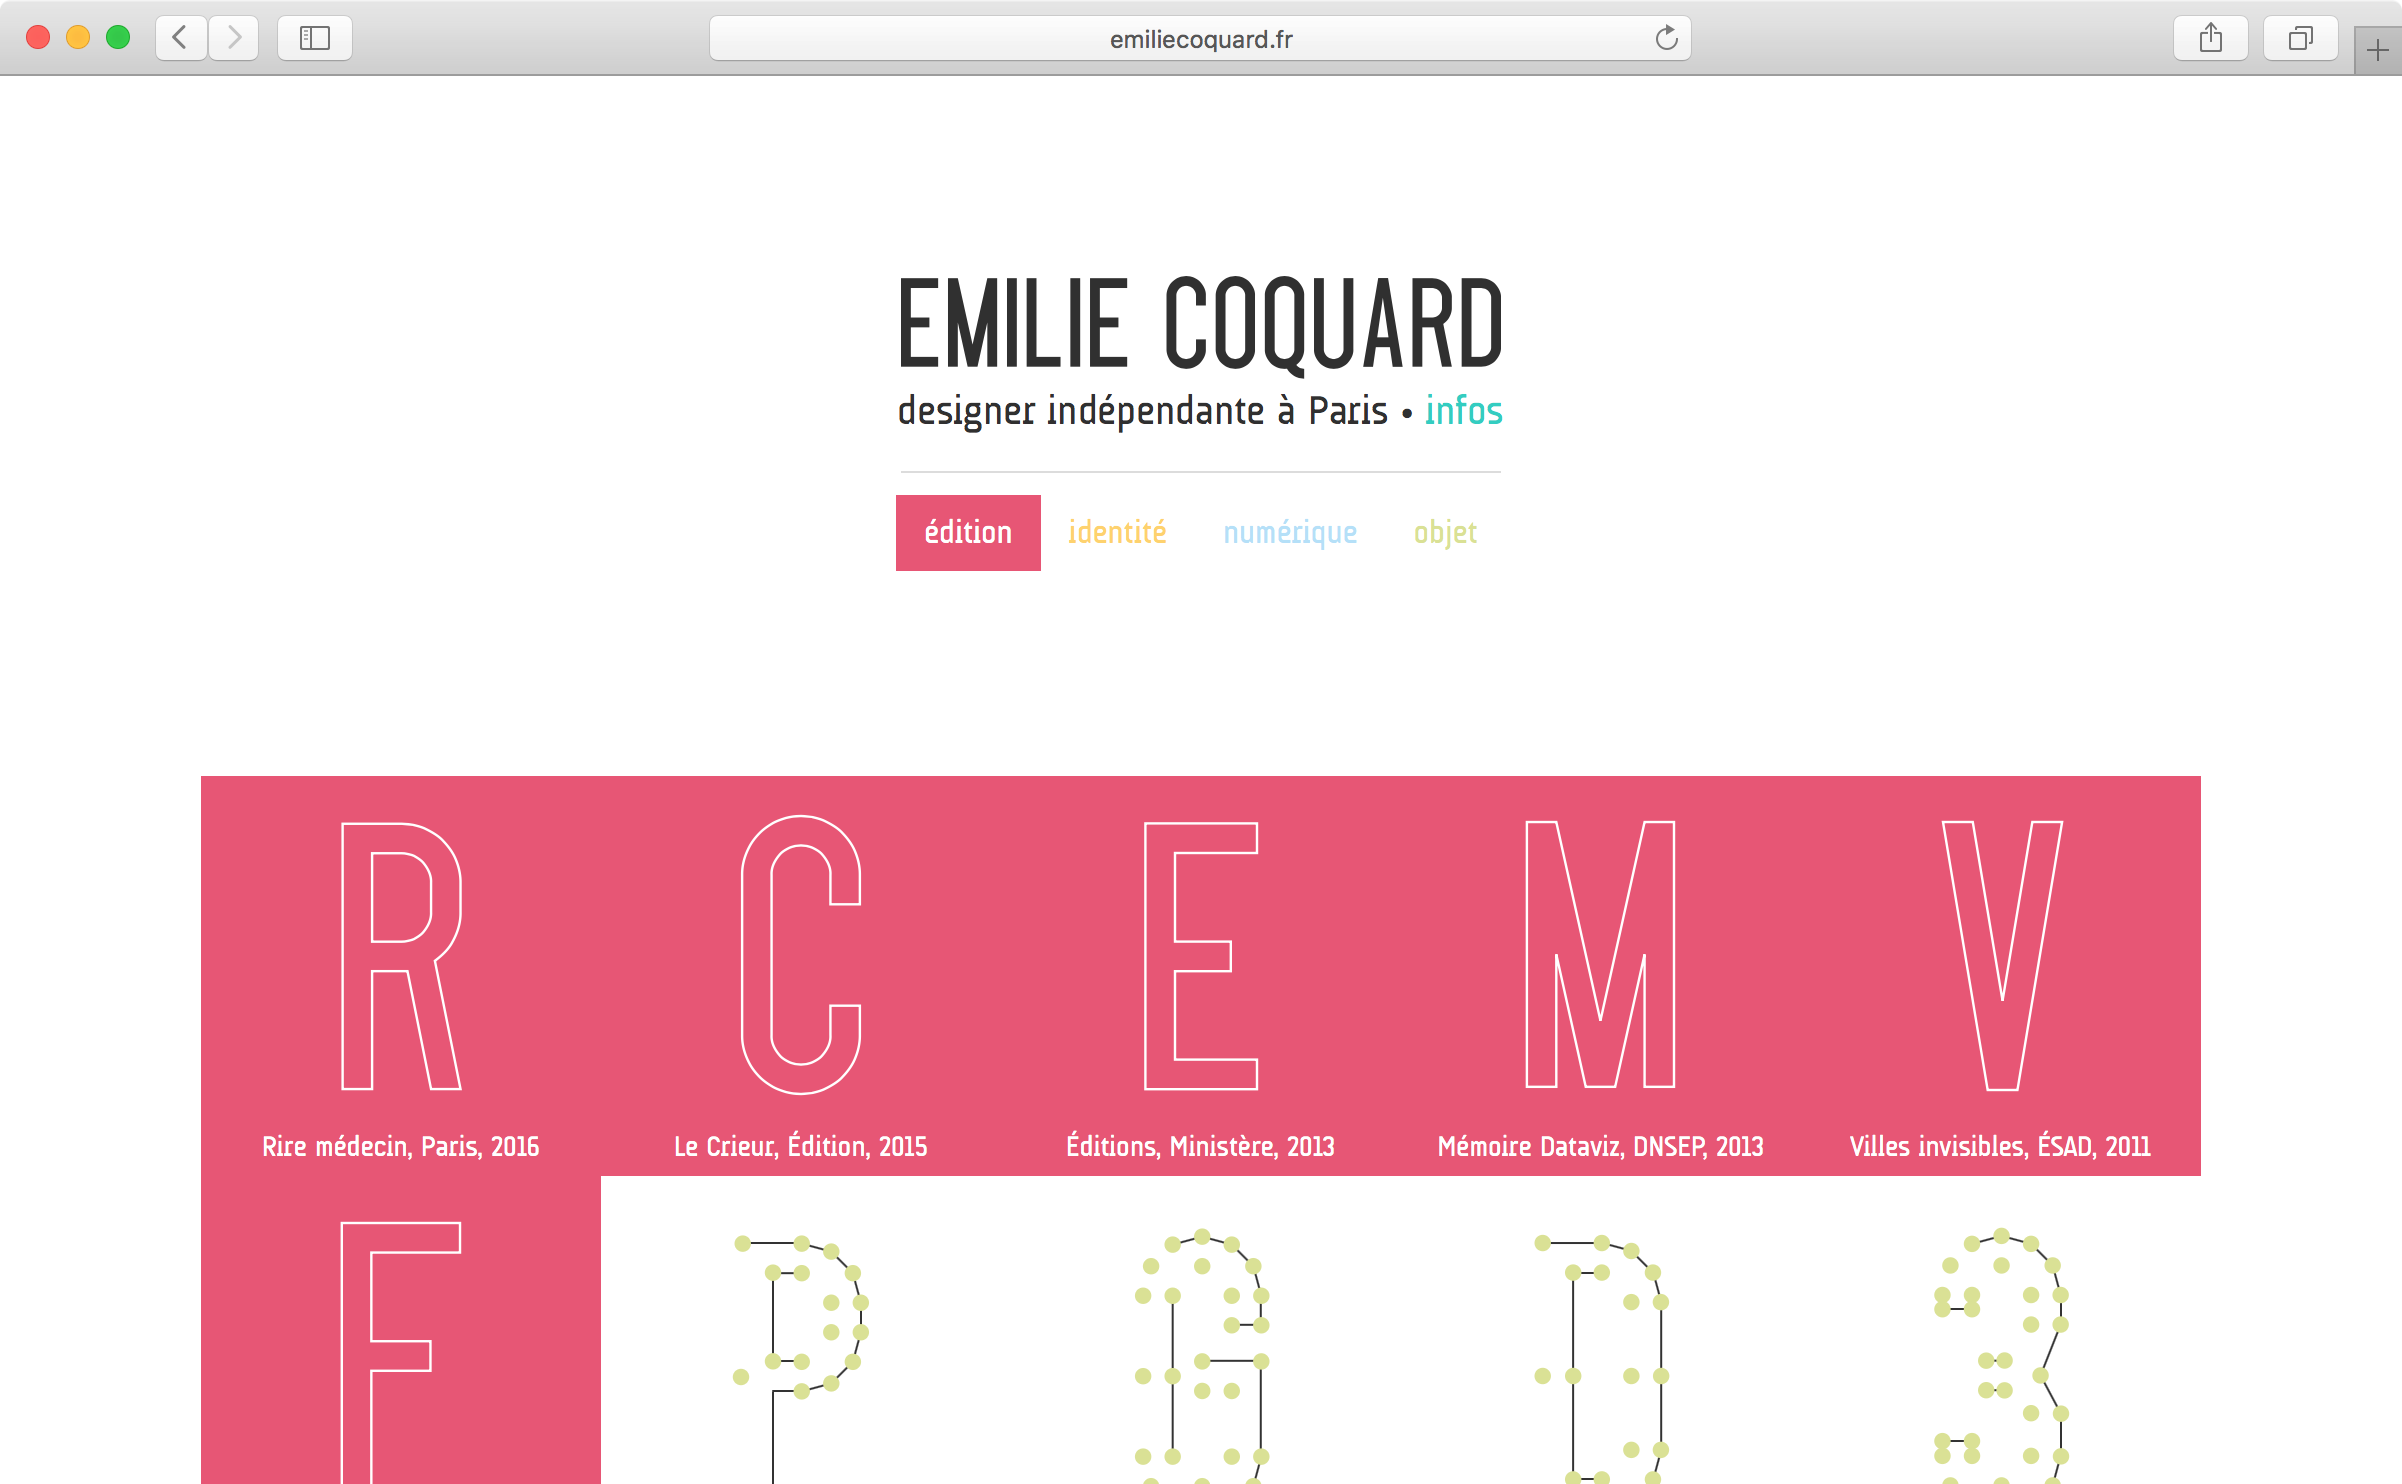 emiliecoquard.fr
EMILIE COQUARD
designer indépendante à Paris • infos
édition identité numérique objet
R C E M V
Rire médecin, Paris, 2016
Le Crieur, Édition, 2015
Éditions, Ministère, 2013
Mémoire Dataviz, DNSEP, 2013
Villes invisibles, ÉSAD, 2011